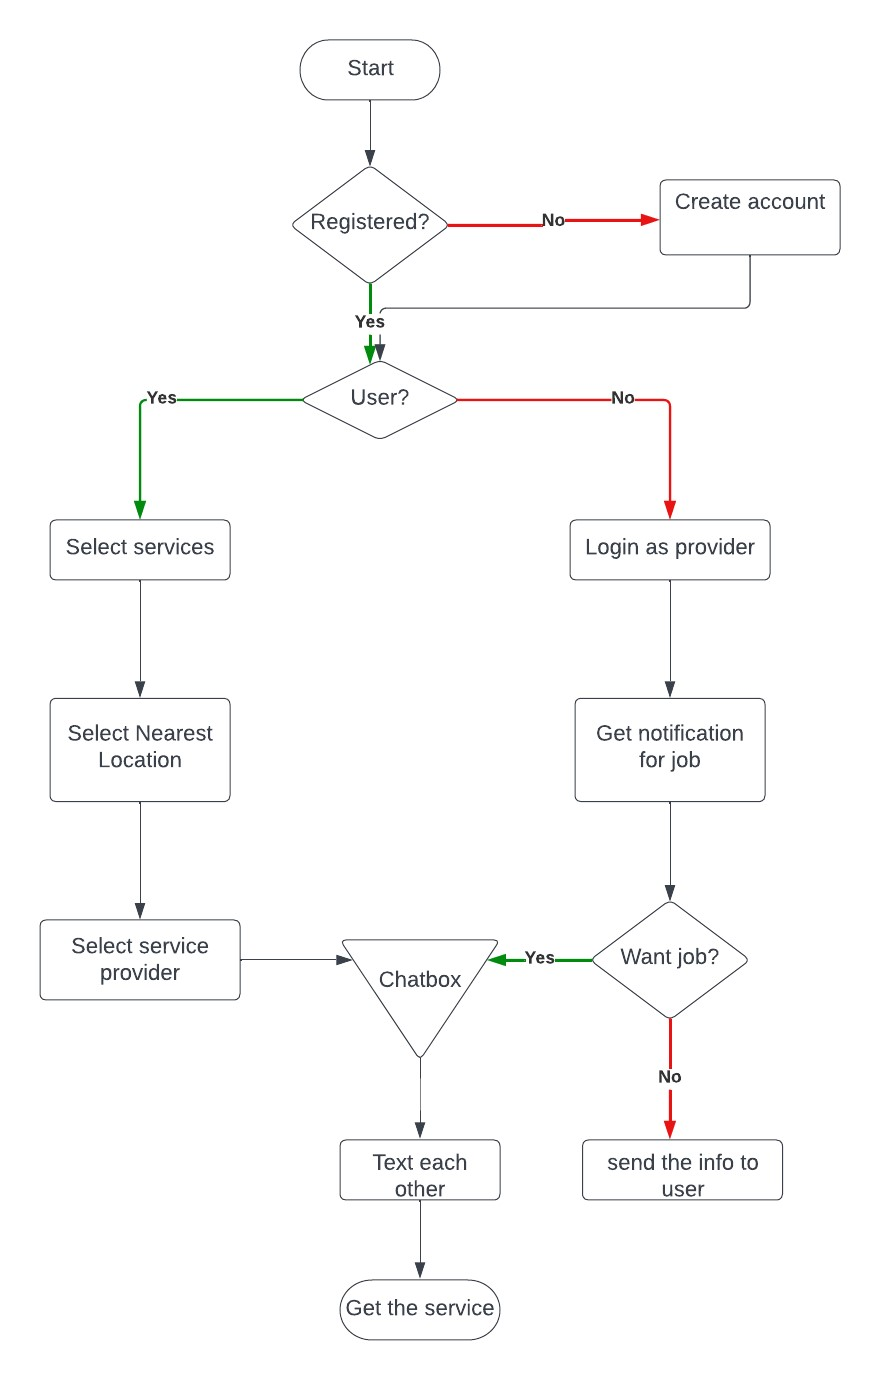 Start
Registered?
No
Create account
Yes
User?
Yes
No
Select services
Login as provider
Select Nearest
Location
Get notification
for job
Select service
provider
Chatbox
Yes
Want job?
No
Text each
other
send the info to
user
Get the service